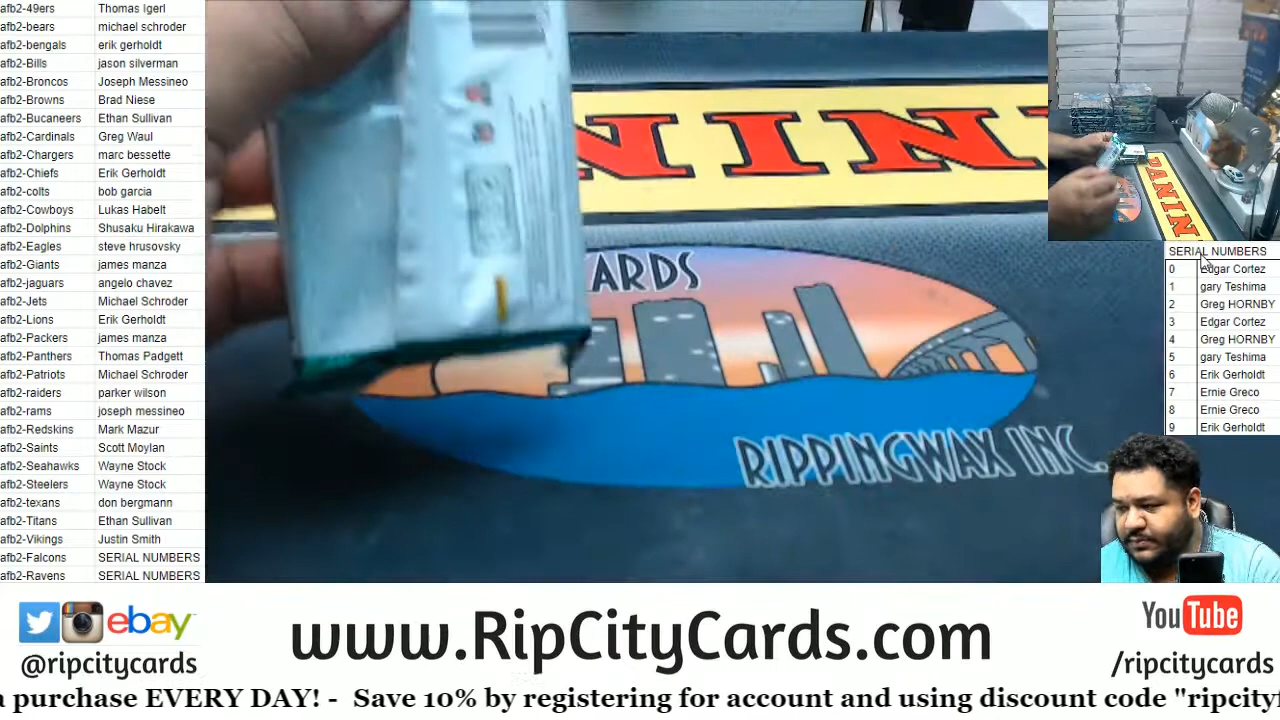 afb2-49ers Thomas Igerl
afb2-bears michael schroder
afb2-bengals erik gerholdt
afb2-Bills jason silverman
afb2-Broncos Joseph Messineo
afb2-Browns Brad Niese
afb2-Bucaneers Ethan Sullivan
afb2-Cardinals Greg Waul
afb2-Chargers marc bessette
afb2-Chiefs Erik Gerholdt
afb2-colts bob garcia
afb2-Cowboys Lukas Habelt
afb2-Dolphins Shusaku Hirakawa
afb2-Eagles steve hrusovsky
afb2-Giants james manza
afb2-jaguars angelo chavez
afb2-Jets Michael Schroder
afb2-Lions Erik Gerholdt
afb2-Packers james manza
afb2-Panthers Thomas Padgett
afb2-Patriots Michael Schroder
afb2-raiders parker wilson
afb2-rams joseph messineo
afb2-Redskins Mark Mazur
afb2-Saints Scott Moylan
afb2-Seahawks Wayne Stock
afb2-Steelers Wayne Stock
afb2-texans don bergmann
afb2-Titans Ethan Sullivan
afb2-Vikings Justin Smith
afb2-Falcons SERIAL NUMBERS
afb2-Ravens SERIAL NUMBERS
NINI
ARDS
RIPPINGWAX INC.
PANINI
SERIAL NUMBERS
0 Edgar Cortez
1 gary Teshima
2 Greg HORNBY
3 Edgar Cortez
4 Greg HORNBY
5 gary Teshima
6 Erik Gerholdt
7 Ernie Greco
8 Ernie Greco
9 Erik Gerholdt
ebay
@ripcitycards
www.RipCityCards.com
YouTube
/ripcitycards
a purchase EVERY DAY! - Save 10% by registering for account and using discount code "ripcityf